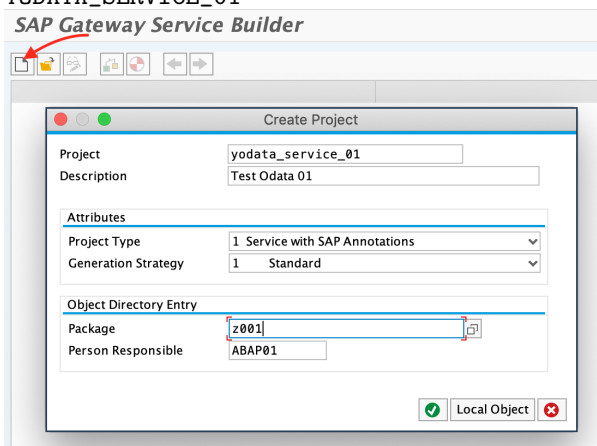 YODATA_SERVICE_01
SAP Gateway Service Builder
Create Project
Project yodata_service_01
Description Test Odata 01
Attributes
Project Type 1 Service with SAP Annotations
Generation Strategy 1 Standard
Object Directory Entry
Package z001
Person Responsible ABAP01
Local Object